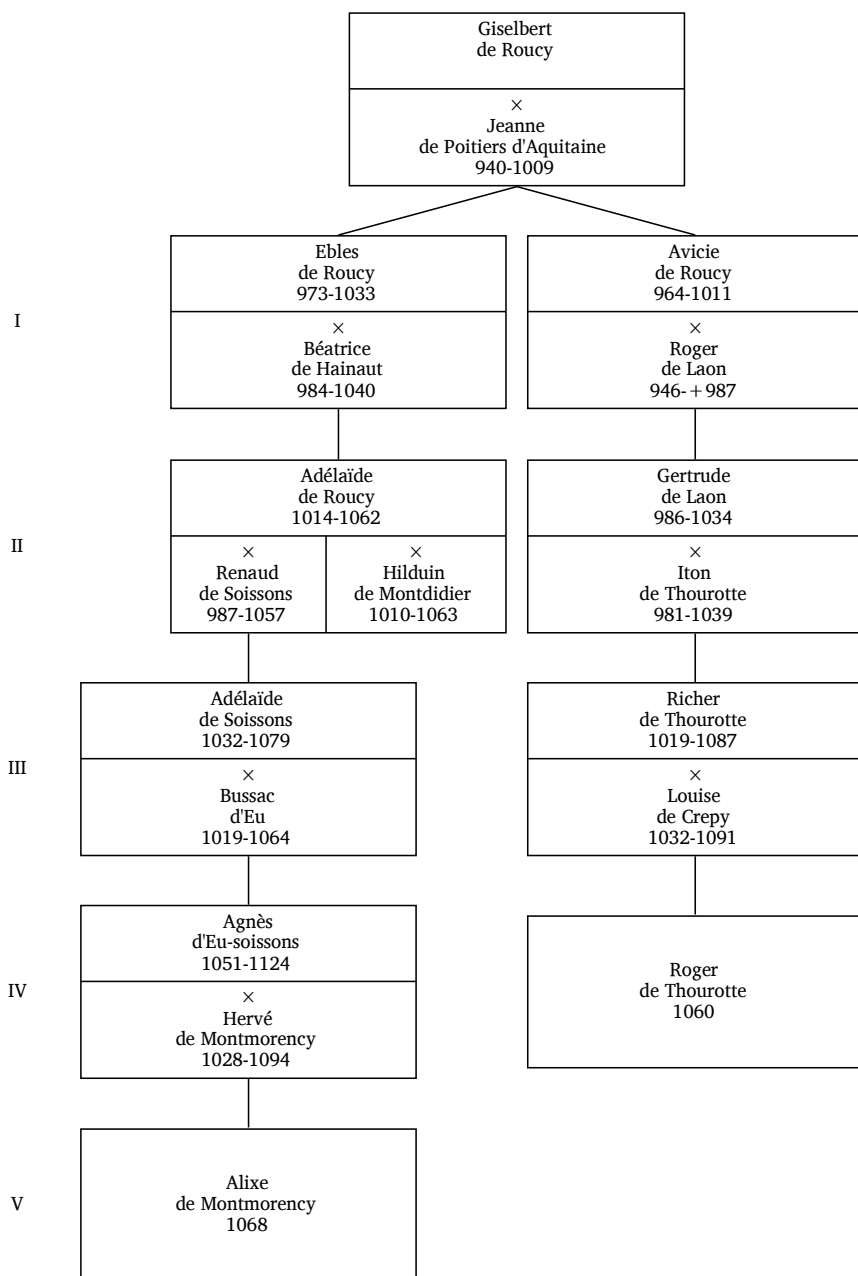 Giselbert
de Roucy
×
Jeanne
de Poitiers d'Aquitaine
940-1009
I
Ebles
de Roucy
973-1033
×
Béatrice
de Hainaut
984-1040
Avicie
de Roucy
964-1011
×
Roger
de Laon
946-+987
II
Adélaïde
de Roucy
1014-1062
×
Renaud
de Soissons
987-1057
×
Hilduin
de Montdidier
1010-1063
Gertrude
de Laon
986-1034
×
Iton
de Thourotte
981-1039
III
Adélaïde
de Soissons
1032-1079
×
Bussac
d'Eu
1019-1064
Richer
de Thourotte
1019-1087
×
Louise
de Crepy
1032-1091
IV
Agnès
d'Eu-soissons
1051-1124
×
Hervé
de Montmorency
1028-1094
Roger
de Thourotte
1060
V
Alixe
de Montmorency
1068